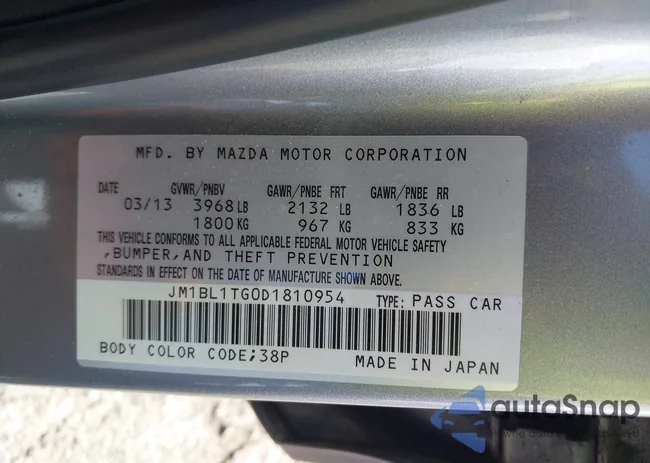 MFD. BY MAZDA MOTOR CORPORATION
DATE GVWR/PNBV GAWR/PNBE FRT GAWR/PNBE RR
03/13 3968 LB 2132 LB 1836 LB
1800 KG 967 KG 833 KG
THIS VEHICLE CONFORMS TO ALL APPLICABLE FEDERAL MOTOR VEHICLE SAFETY
,BUMPER,AND THEFT PREVENTION
STANDARDS IN EFFECT ON THE DATE OF MANUFACTURE SHOWN ABOVE.
JM1BL1TG0D1810954 TYPE: PASS CAR
BODY COLOR CODE;38P MADE IN JAPAN
autoSnap